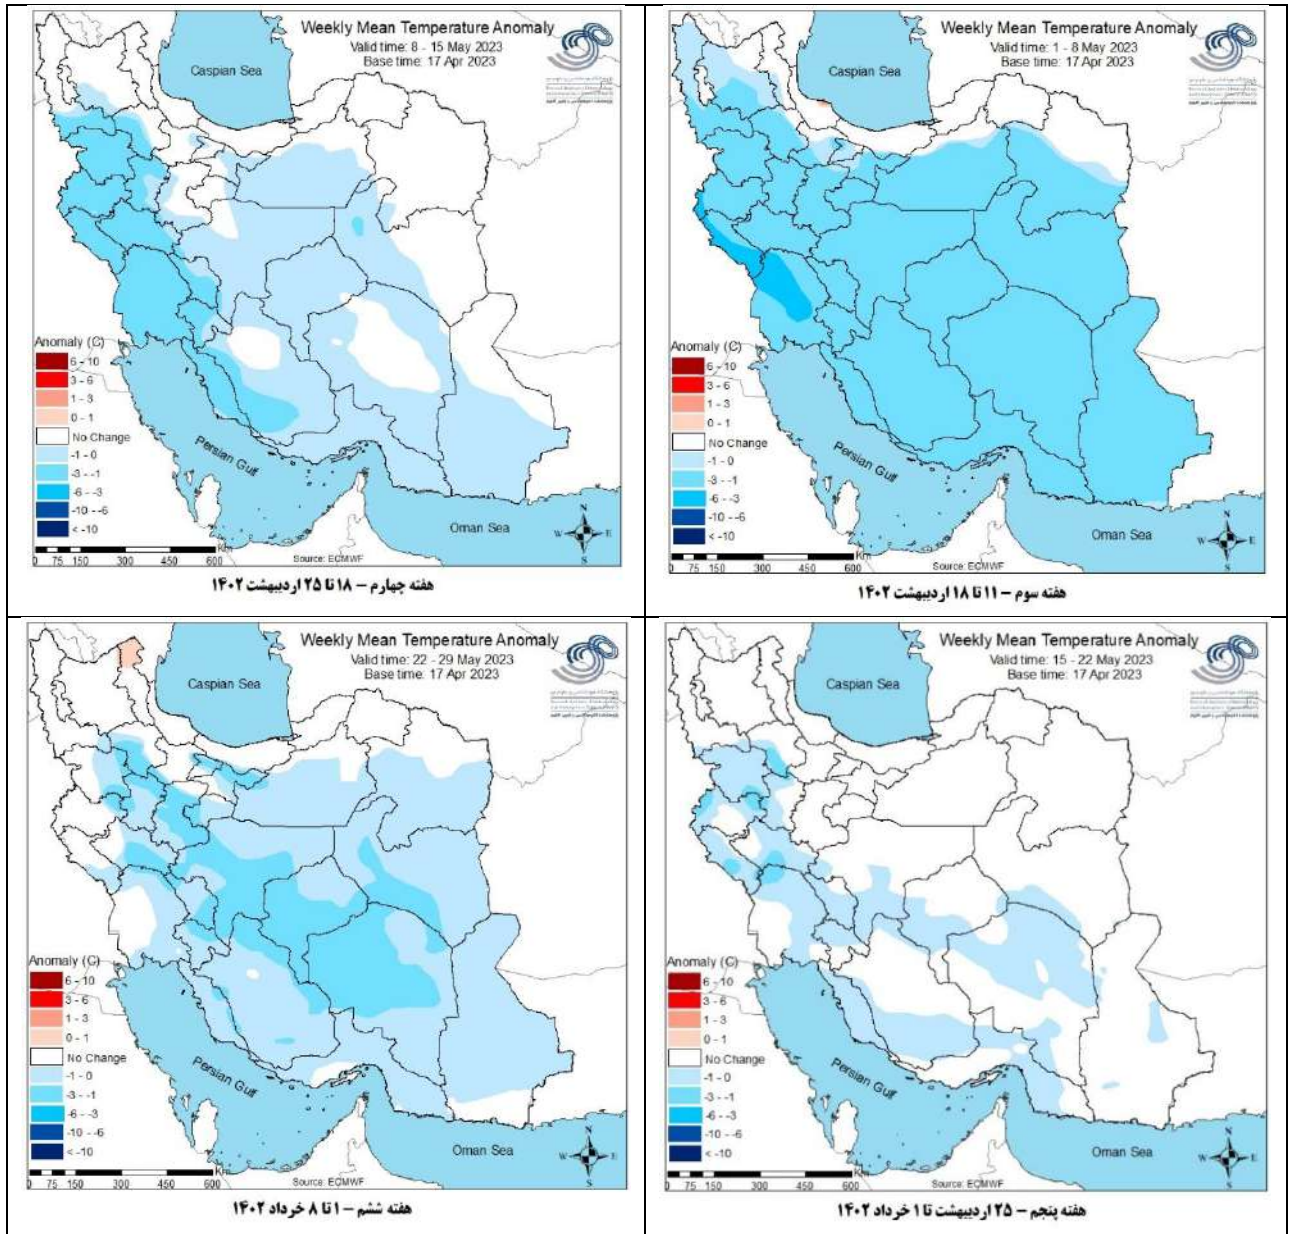 Weekly Mean Temperature Anomaly
Valid time: 8 - 15 May 2023
Base time: 17 Apr 2023
Caspian Sea
Anomaly (C)
6 - 10
3 - 6
1 - 3
0 - 1
No Change
-1 - 0
-3 - -1
-6 - -3
-10 - -6
< -10
Persian Gulf
Oman Sea
N
W
E
S
Km
0 75 150 300 450 600
Source: ECMWF
هفته چهارم – ۱۸ تا ۲۵ اردیبهشت ۱۴۰۲
Weekly Mean Temperature Anomaly
Valid time: 1 - 8 May 2023
Base time: 17 Apr 2023
Caspian Sea
Anomaly (C)
6 - 10
3 - 6
1 - 3
0 - 1
No Change
-1 - 0
-3 - -1
-6 - -3
-10 - -6
< -10
Persian Gulf
Oman Sea
N
W
E
S
Km
0 75 150 300 450 600
Source: ECMWF
هفته سوم – ۱۱ تا ۱۸ اردیبهشت ۱۴۰۲
Weekly Mean Temperature Anomaly
Valid time: 22 - 29 May 2023
Base time: 17 Apr 2023
Caspian Sea
Anomaly (C)
6 - 10
3 - 6
1 - 3
0 - 1
No Change
-1 - 0
-3 - -1
-6 - -3
-10 - -6
< -10
Persian Gulf
Oman Sea
N
W
E
S
Km
0 75 150 300 450 600
Source: ECMWF
هفته ششم – ۱ تا ۸ خرداد ۱۴۰۲
Weekly Mean Temperature Anomaly
Valid time: 15 - 22 May 2023
Base time: 17 Apr 2023
Caspian Sea
Anomaly (C)
6 - 10
3 - 6
1 - 3
0 - 1
No Change
-1 - 0
-3 - -1
-6 - -3
-10 - -6
< -10
Persian Gulf
Oman Sea
N
W
E
S
Km
0 75 150 300 450 600
Source: ECMWF
هفته پنجم – ۲۵ اردیبهشت تا ۱ خرداد ۱۴۰۲